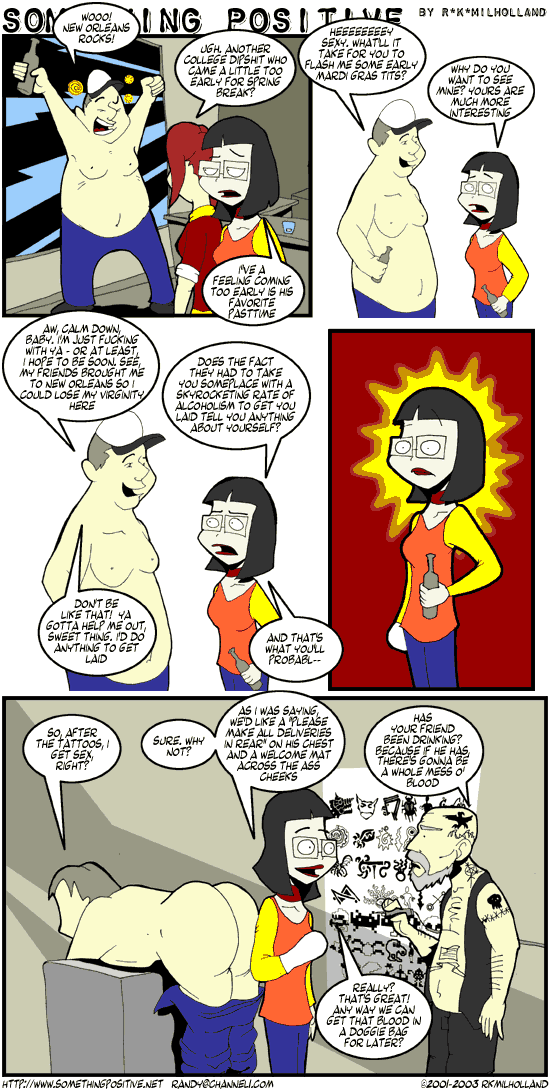 SOMETHING POSITIVE BY R*K*MILHOLLAND
WOOO!
NEW ORLEANS
ROCKS!
UGH. ANOTHER
COLLEGE DIPSHIT WHO
CAME A LITTLE TOO
EARLY FOR SPRING
BREAK?
I'VE A
FEELING COMING
TOO EARLY IS HIS
FAVORITE
PASTTIME
HEEEEEEEEY
SEXY. WHAT'LL IT
TAKE FOR YOU TO
FLASH ME SOME EARLY
MARDI GRAS TITS?
WHY DO YOU
WANT TO SEE
MINE? YOURS ARE
MUCH MORE
INTERESTING
AW, CALM DOWN,
BABY. I'M JUST FUCKING
WITH YA - OR AT LEAST,
I HOPE TO BE SOON. SEE,
MY FRIENDS BROUGHT ME
TO NEW ORLEANS SO I
COULD LOSE MY VIRGINITY
HERE
DOES THE FACT
THEY HAD TO TAKE
YOU SOMEPLACE WITH A
SKYROCKETING RATE OF
ALCOHOLISM TO GET YOU
LAID TELL YOU ANYTHING
ABOUT YOURSELF?
DON'T BE
LIKE THAT! YA
GOTTA HELP ME OUT,
SWEET THING. I'D DO
ANYTHING TO GET
LAID
AND THAT'S
WHAT YOU'LL
PROBABL--
SO, AFTER
THE TATTOOS, I
GET SEX,
RIGHT?
SURE. WHY
NOT?
AS I WAS SAYING,
WE'D LIKE A "PLEASE
MAKE ALL DELIVERIES
IN REAR" ON HIS CHEST
AND A WELCOME MAT
ACROSS THE ASS
CHEEKS
HAS
YOUR FRIEND
BEEN DRINKING?
BECAUSE IF HE HAS,
THERE'S GONNA BE
A WHOLE MESS O'
BLOOD
REALLY?
THAT'S GREAT!
ANY WAY WE CAN
GET THAT BLOOD IN
A DOGGIE BAG
FOR LATER?
HTTP://WWW.SOMETHINGPOSITIVE.NET RANDY@CHANNEL1.COM ©2001-2003 RKMILHOLLAND